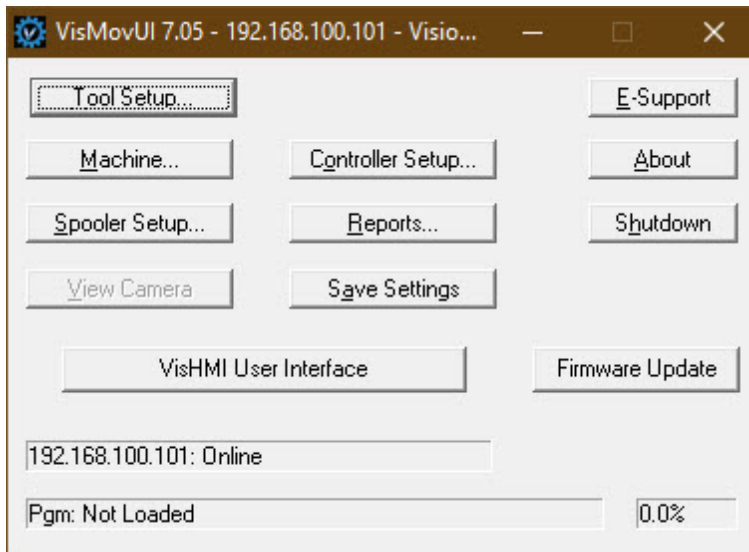 VisMovUI 7.05 - 192.168.100.101 - Visio...
Tool Setup... E-Support
Machine... Controller Setup... About
Spooler Setup... Reports... Shutdown
View Camera Save Settings
VisHMI User Interface Firmware Update
192.168.100.101: Online
Pgm: Not Loaded 0.0%